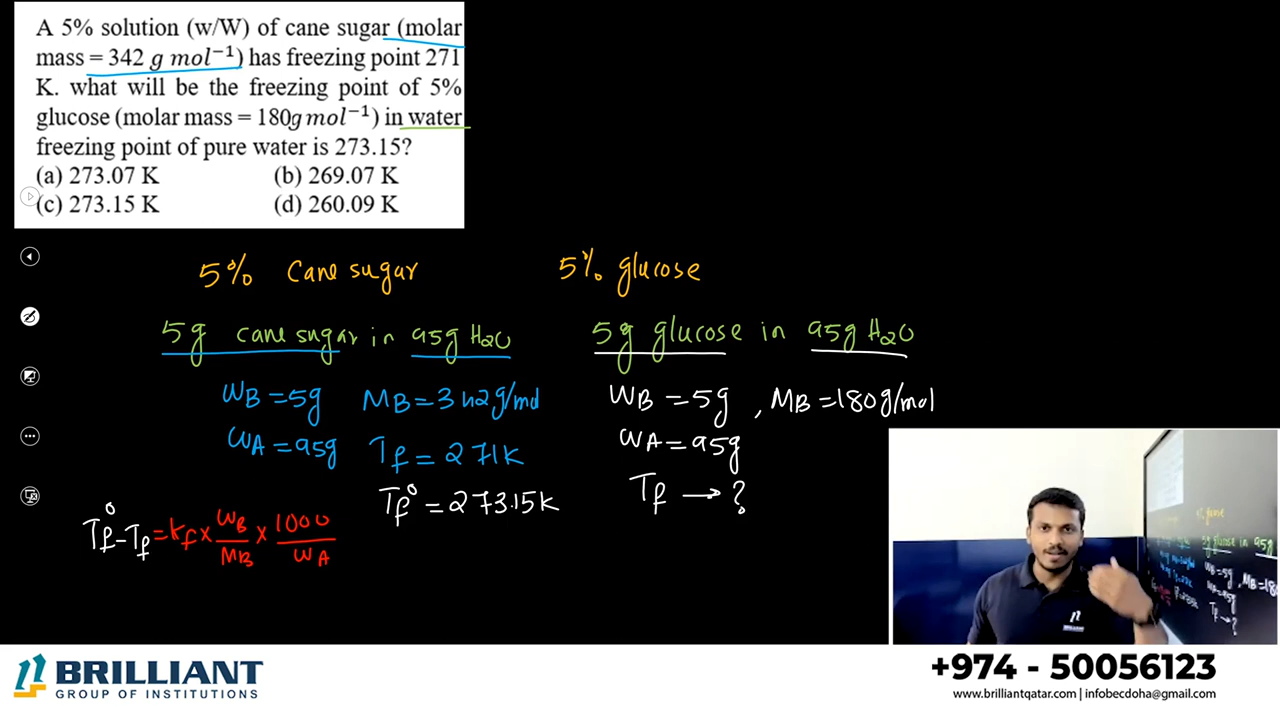 A 5% solution (w/W) of cane sugar (molar
mass = 342 g mol⁻¹) has freezing point 271
K. what will be the freezing point of 5%
glucose (molar mass = 180g mol⁻¹) in water
freezing point of pure water is 273.15?
(a) 273.07 K (b) 269.07 K
(c) 273.15 K (d) 260.09 K
5% Cane sugar
5g cane sugar in 95g H2O
WB = 5g MB = 342g/mol
WA = 95g Tf = 271K
Tf° = 273.15K
Tf° - Tf = Kf × WB/MB × 1000/WA
5% glucose
5g glucose in 95g H2O
WB = 5g , MB = 180g/mol
WA = 95g
Tf → ?
BRILLIANT
BRILLIANT
GROUP OF INSTITUTIONS
+974 - 50056123
www.brilliantqatar.com | infobecdoha@gmail.com